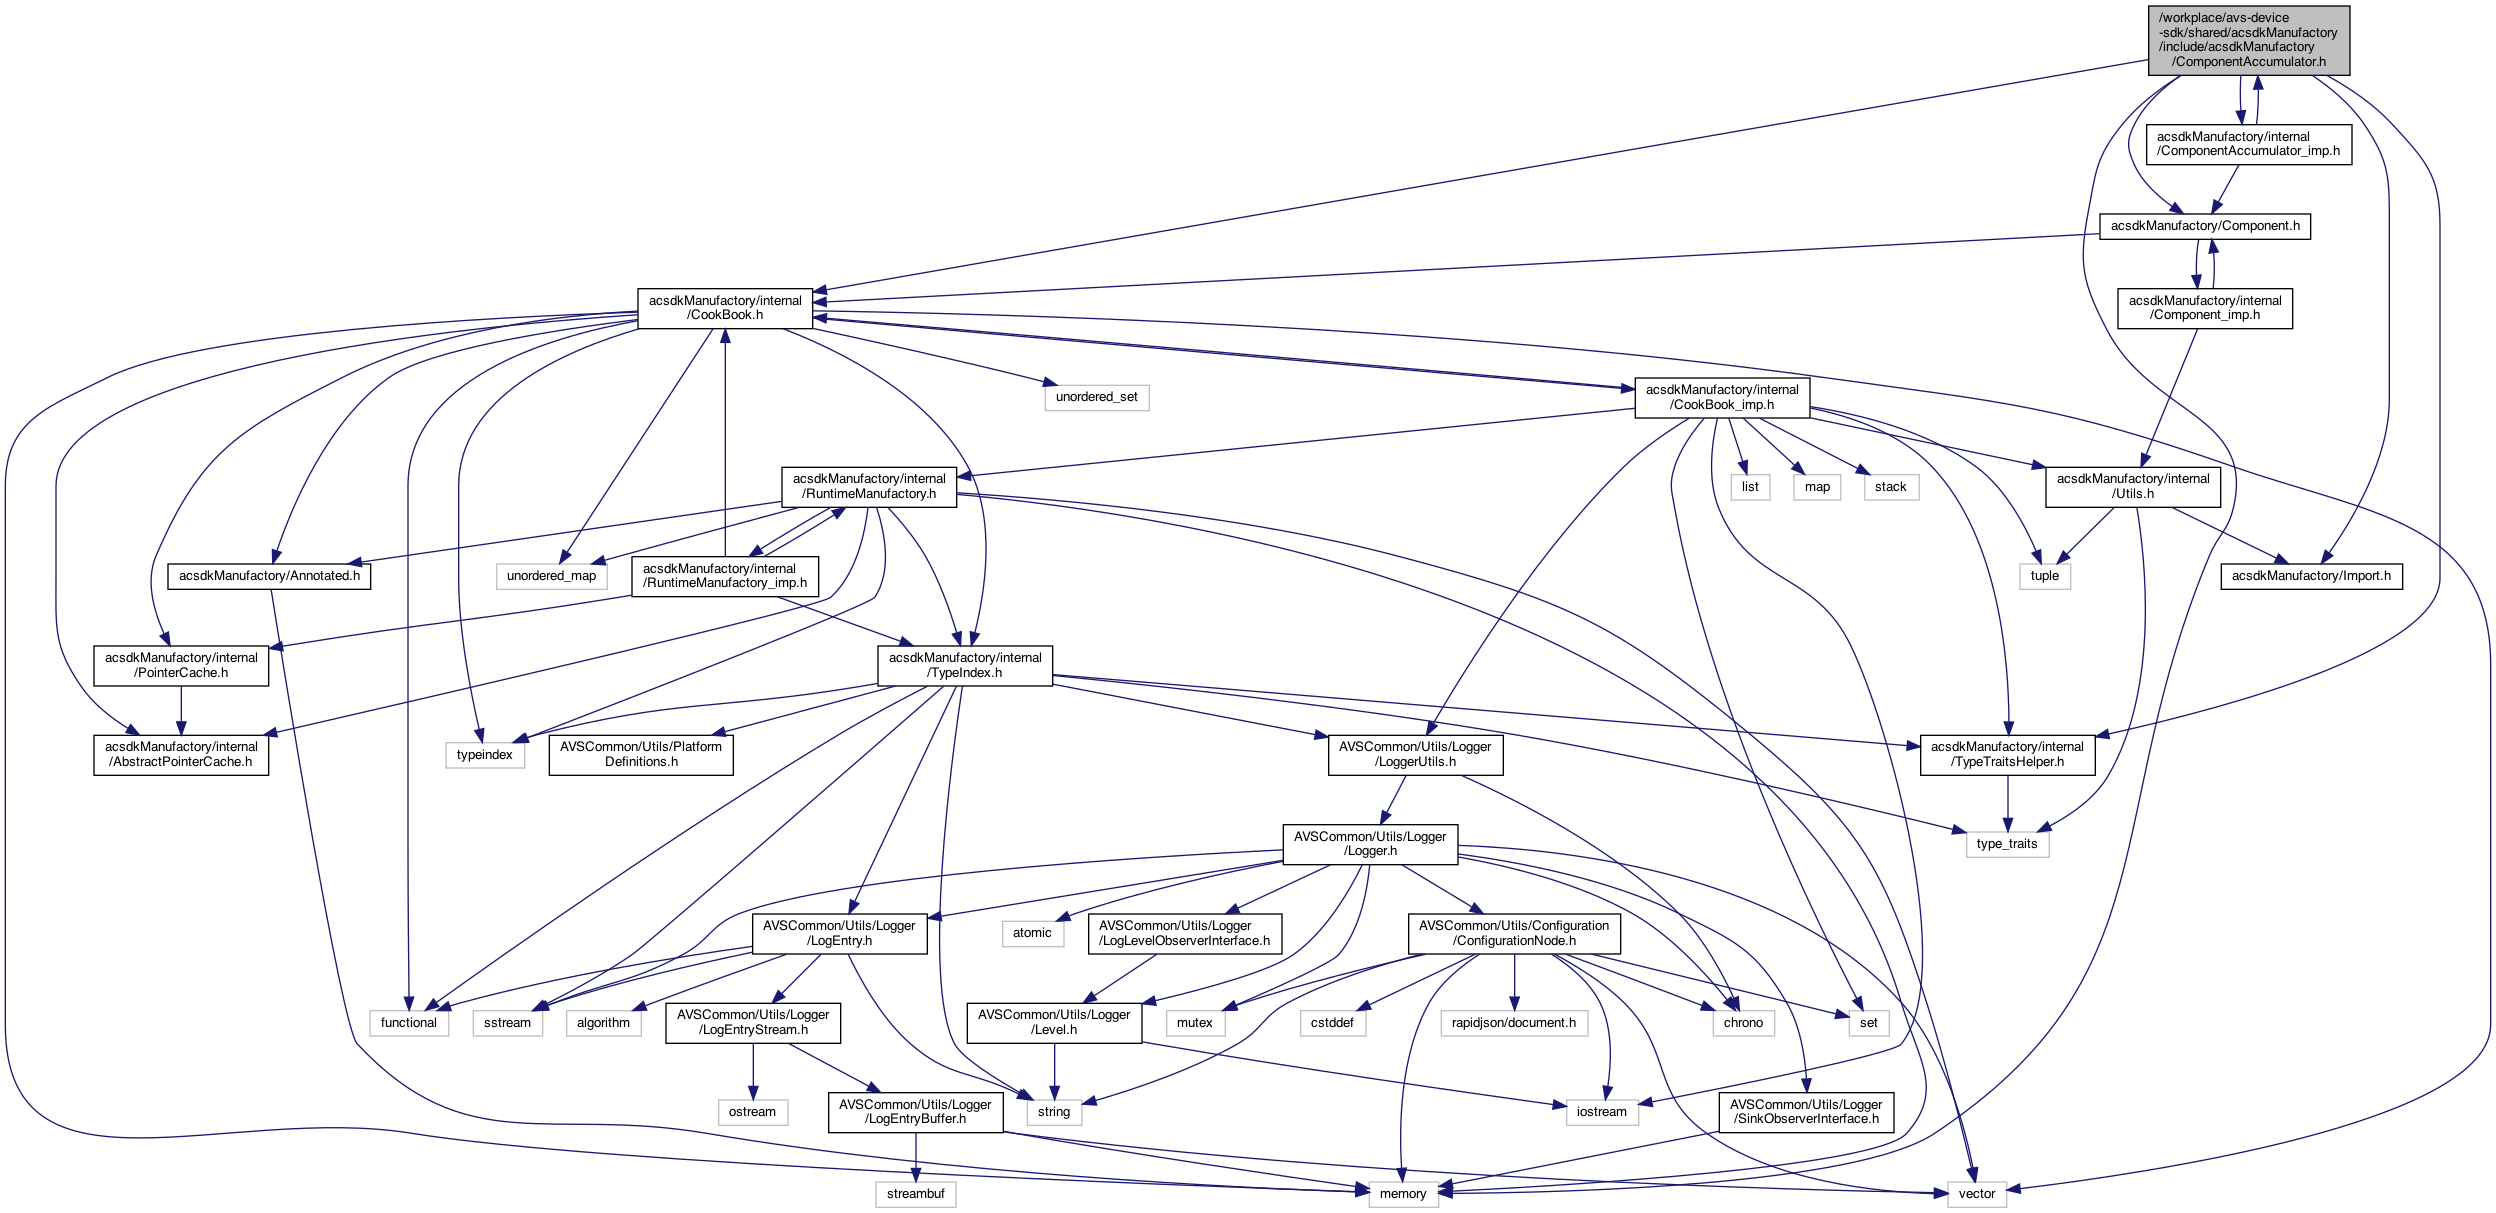 /workplace/avs-device
-sdk/shared/acsdkManufactory
/include/acsdkManufactory
/ComponentAccumulator.h
acsdkManufactory/internal
/ComponentAccumulator_imp.h
acsdkManufactory/Component.h
acsdkManufactory/internal
/CookBook.h
acsdkManufactory/internal
/Component_imp.h
unordered_set
acsdkManufactory/internal
/CookBook_imp.h
acsdkManufactory/internal
/RuntimeManufactory.h
list
map
stack
acsdkManufactory/internal
/Utils.h
acsdkManufactory/Annotated.h
unordered_map
acsdkManufactory/internal
/RuntimeManufactory_imp.h
tuple
acsdkManufactory/Import.h
acsdkManufactory/internal
/PointerCache.h
acsdkManufactory/internal
/TypeIndex.h
acsdkManufactory/internal
/AbstractPointerCache.h
typeindex
AVSCommon/Utils/Platform
Definitions.h
AVSCommon/Utils/Logger
/LoggerUtils.h
acsdkManufactory/internal
/TypeTraitsHelper.h
AVSCommon/Utils/Logger
/Logger.h
type_traits
AVSCommon/Utils/Logger
/LogEntry.h
atomic
AVSCommon/Utils/Logger
/LogLevelObserverInterface.h
AVSCommon/Utils/Configuration
/ConfigurationNode.h
functional
sstream
algorithm
AVSCommon/Utils/Logger
/LogEntryStream.h
AVSCommon/Utils/Logger
/Level.h
mutex
cstddef
rapidjson/document.h
chrono
set
ostream
AVSCommon/Utils/Logger
/LogEntryBuffer.h
string
iostream
AVSCommon/Utils/Logger
/SinkObserverInterface.h
streambuf
memory
vector